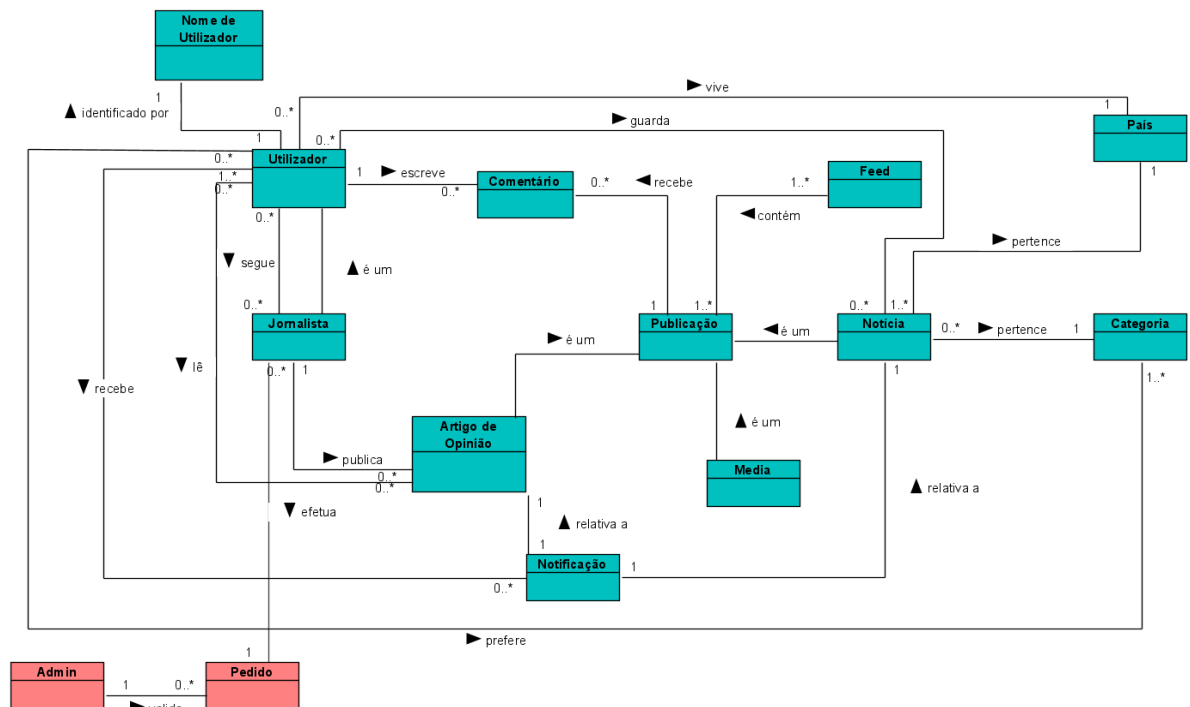 Nome de
Utilizador
1
identificado por
1
0..*
vive
1
0..*
guarda
País
1
0..*
Utilizador
1..*
0..*
1
escreve
0..*
Comentário
0..*
recebe
Feed
1..*
contém
pertence
0..*
segue
é um
0..*
1
1..*
0..*
1..*
Jornalista
Publicação
Notícia
Categoria
é um
é um
0..*
pertence
1
lê
recebe
0..*
1
1
1..*
Artigo de
Opinião
é um
publica
0..*
0..*
Media
efetua
1
relativa a
1
relativa a
Notificação
0..*
1
prefere
1
Admin
Pedido
1
0..*
valida